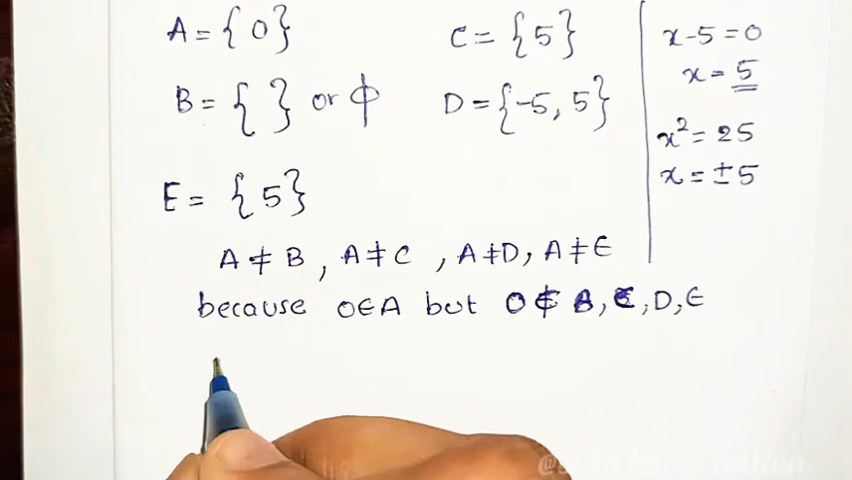 A = { 0 }
C = { 5 }
x - 5 = 0
x = 5
B = { } or ϕ
D = { -5, 5 }
x² = 25
x = ± 5
E = { 5 }
A ≠ B , A ≠ C , A ≠ D, A ≠ E
because 0 ∈ A but 0 ∉ B, C, D, E